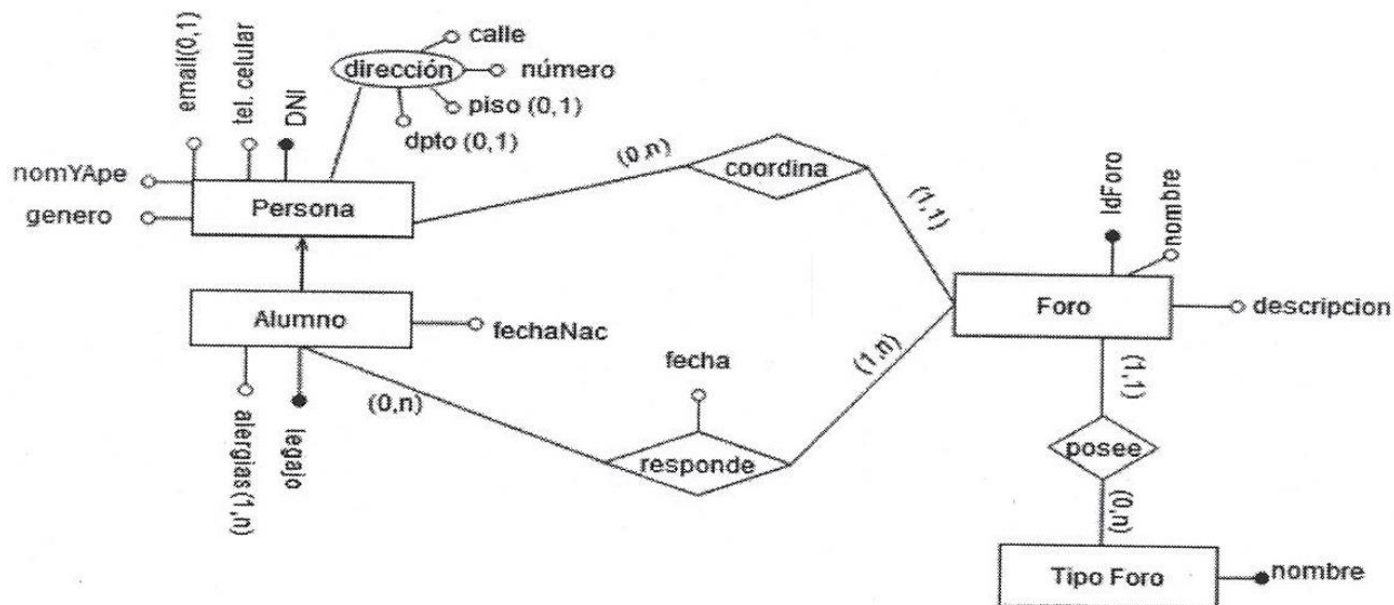 email(0,1)
tel. celular
DNI
calle
dirección
número
piso (0,1)
dpto (0,1)
nomYApe
genero
Persona
(0,n)
coordina
(1,1)
IdForo
nombre
Foro
descripcion
Alumno
fechaNac
alergias(1,n)
legajo
(0,n)
fecha
responde
(1,n)
(1,1)
posee
(0,n)
Tipo Foro
nombre